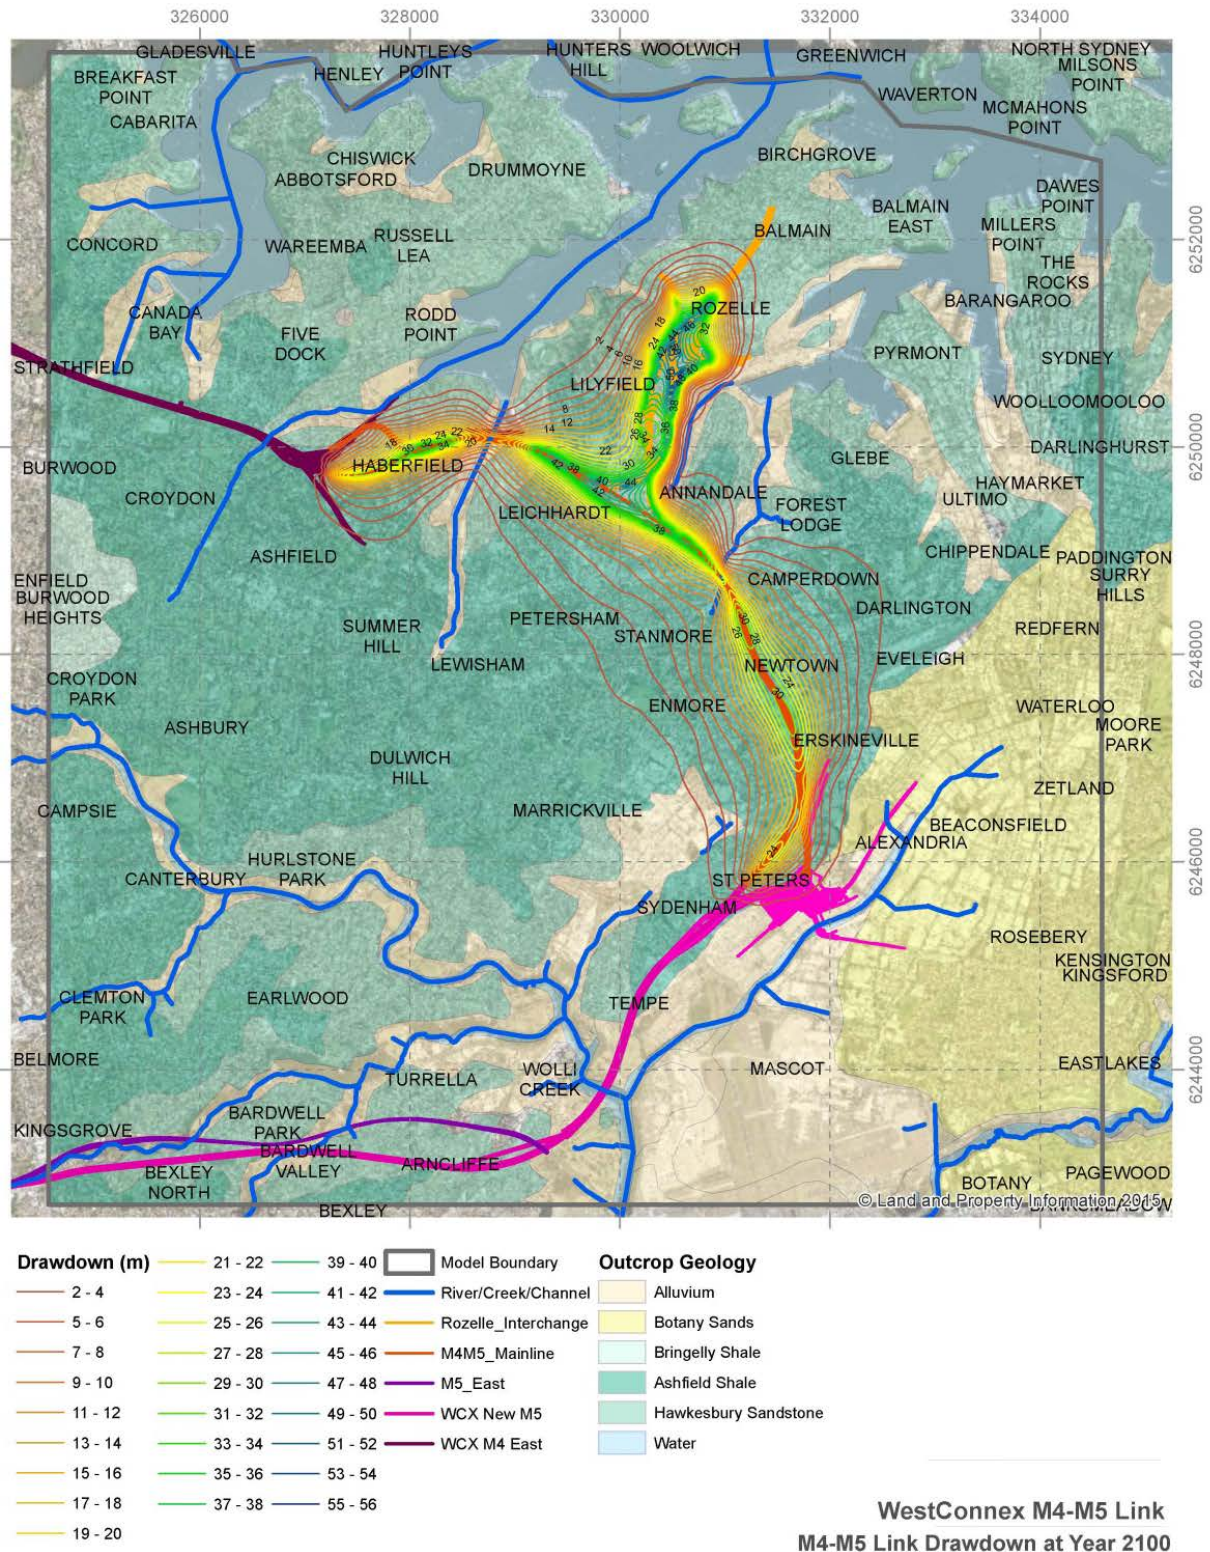 326000 328000 330000 332000 334000
GLADESVILLE
HUNTLEYS
POINT
HUNTERS
HILL
WOOLWICH
GREENWICH
NORTH SYDNEY
MILSONS
POINT
BREAKFAST
POINT
HENLEY
WAVERTON
MCMAHONS
POINT
CABARITA
CHISWICK
ABBOTSFORD
DRUMMOYNE
BIRCHGROVE
DAWES
POINT
BALMAIN
EAST
MILLERS
POINT
CONCORD
WAREEMBA
RUSSELL
LEA
BALMAIN
6252000
THE
ROCKS
BARANGAROO
CANADA
BAY
FIVE
DOCK
RODD
POINT
ROZELLE
PYRMONT
SYDNEY
STRATHFIELD
LILYFIELD
WOOLLOOMOOLOO
DARLINGHURST
6250000
BURWOOD
HABERFIELD
GLEBE
CROYDON
LEICHHARDT
ANNANDALE
FOREST
LODGE
HAYMARKET
ULTIMO
ASHFIELD
CHIPPENDALE
PADDINGTON
SURRY
HILLS
ENFIELD
BURWOOD
HEIGHTS
CAMPERDOWN
DARLINGTON
SUMMER
HILL
PETERSHAM
STANMORE
REDFERN
LEWISHAM
NEWTOWN
EVELEIGH
6248000
CROYDON
PARK
ENMORE
WATERLOO
MOORE
PARK
ASHBURY
ERSKINEVILLE
DULWICH
HILL
ZETLAND
CAMPSIE
MARRICKVILLE
BEACONSFIELD
ALEXANDRIA
6246000
HURLSTONE
PARK
CANTERBURY
ST PETERS
SYDENHAM
ROSEBERY
KENSINGTON
KINGSFORD
CLEMTON
PARK
EARLWOOD
TEMPE
BELMORE
TURRELLA
WOLLI
CREEK
MASCOT
EASTLAKES
6244000
KINGSGROVE
BARDWELL
PARK
BARDWELL
VALLEY
ARNCLIFFE
BEXLEY
NORTH
BOTANY
PAGEWOOD
BEXLEY
© Land and Property Information 2015
BANKSMEADOW
Drawdown (m)
2 - 4
5 - 6
7 - 8
9 - 10
11 - 12
13 - 14
15 - 16
17 - 18
19 - 20
21 - 22
23 - 24
25 - 26
27 - 28
29 - 30
31 - 32
33 - 34
35 - 36
37 - 38
39 - 40
41 - 42
43 - 44
45 - 46
47 - 48
49 - 50
51 - 52
53 - 54
55 - 56
Model Boundary
River/Creek/Channel
Rozelle_Interchange
M4M5_Mainline
M5_East
WCX New M5
WCX M4 East
Outcrop Geology
Alluvium
Botany Sands
Bringelly Shale
Ashfield Shale
Hawkesbury Sandstone
Water
WestConnex M4-M5 Link
M4-M5 Link Drawdown at Year 2100